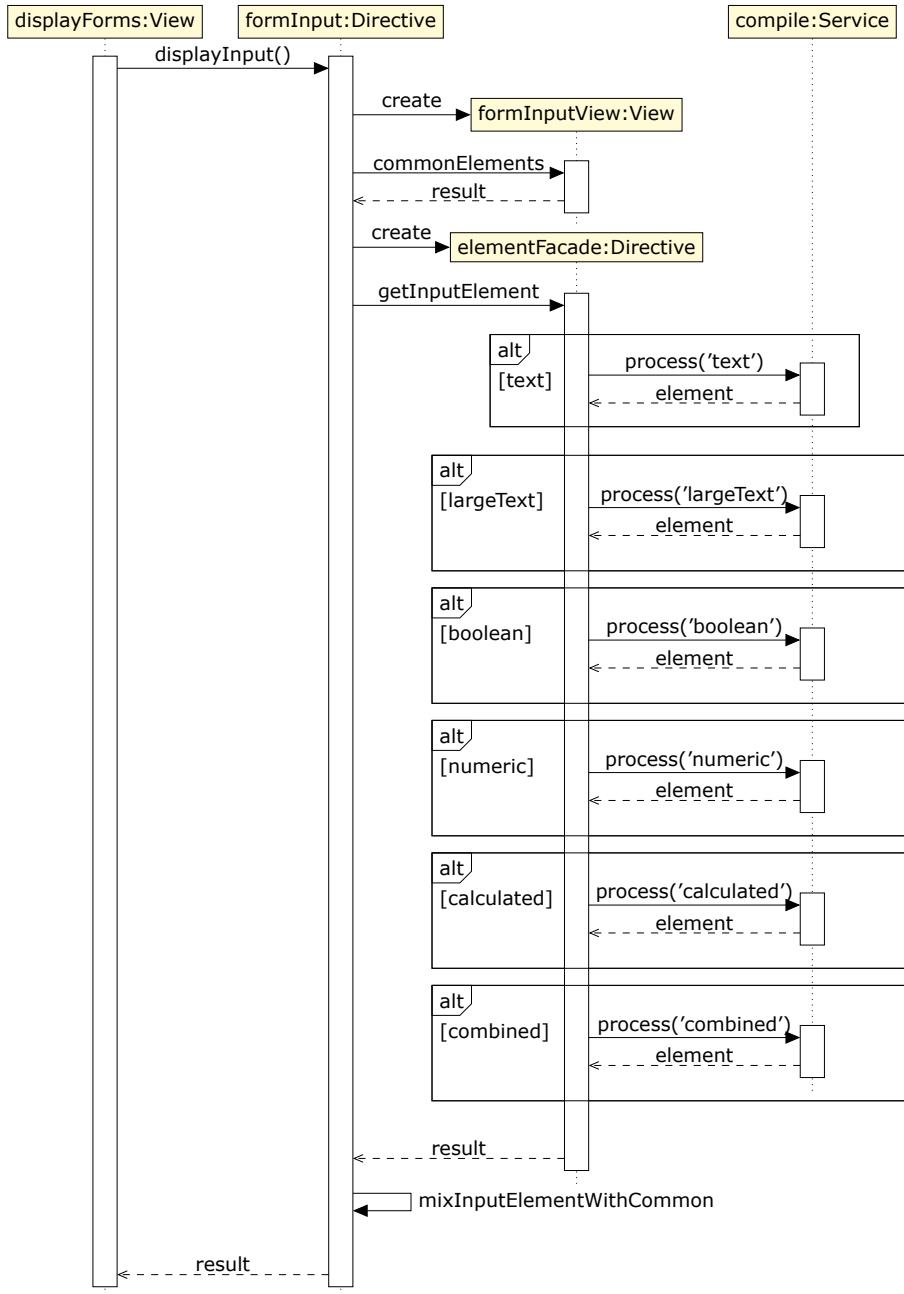 displayForms:View
formInput:Directive
compile:Service
displayInput()
create
formInputView:View
commonElements
result
create
elementFacade:Directive
getInputElement
alt
[text]
process(’text’)
element
alt
[largeText]
process(’largeText’)
element
alt
[boolean]
process(’boolean’)
element
alt
[numeric]
process(’numeric’)
element
alt
[calculated]
process(’calculated’)
element
alt
[combined]
process(’combined’)
element
result
mixInputElementWithCommon
result